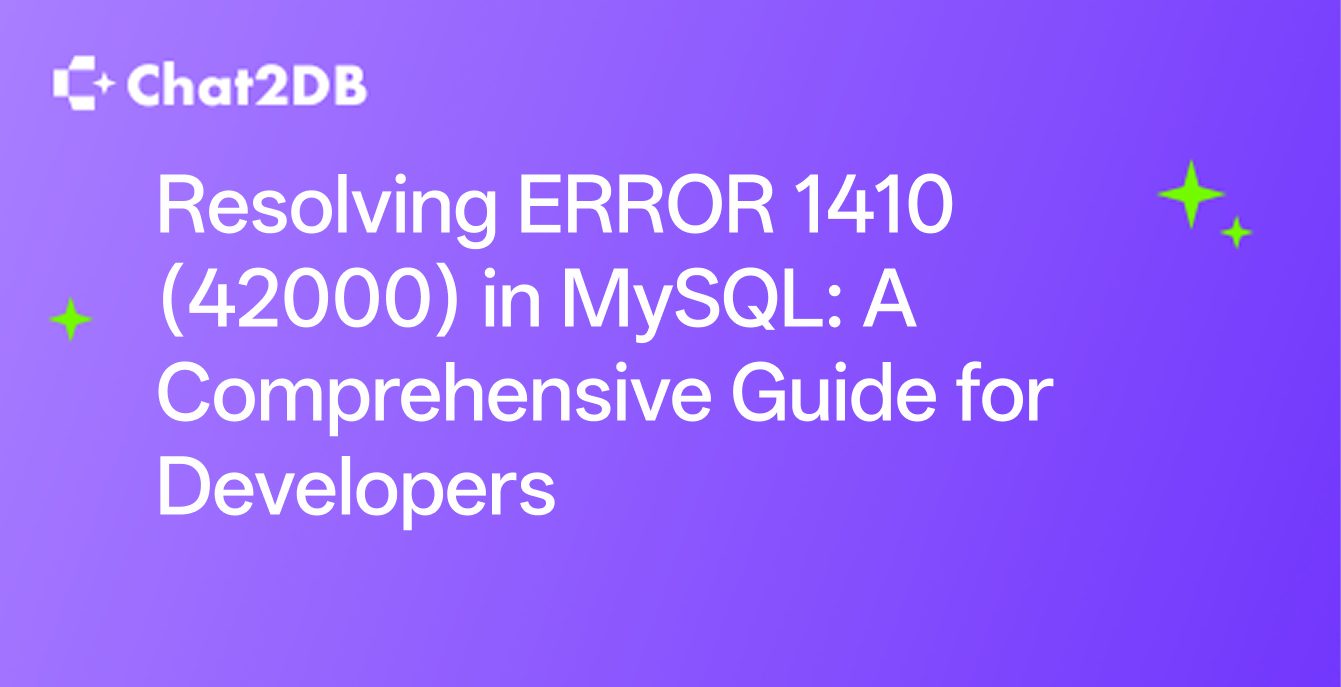 Chat2DB
Resolving ERROR 1410
(42000) in MySQL: A
Comprehensive Guide for
Developers